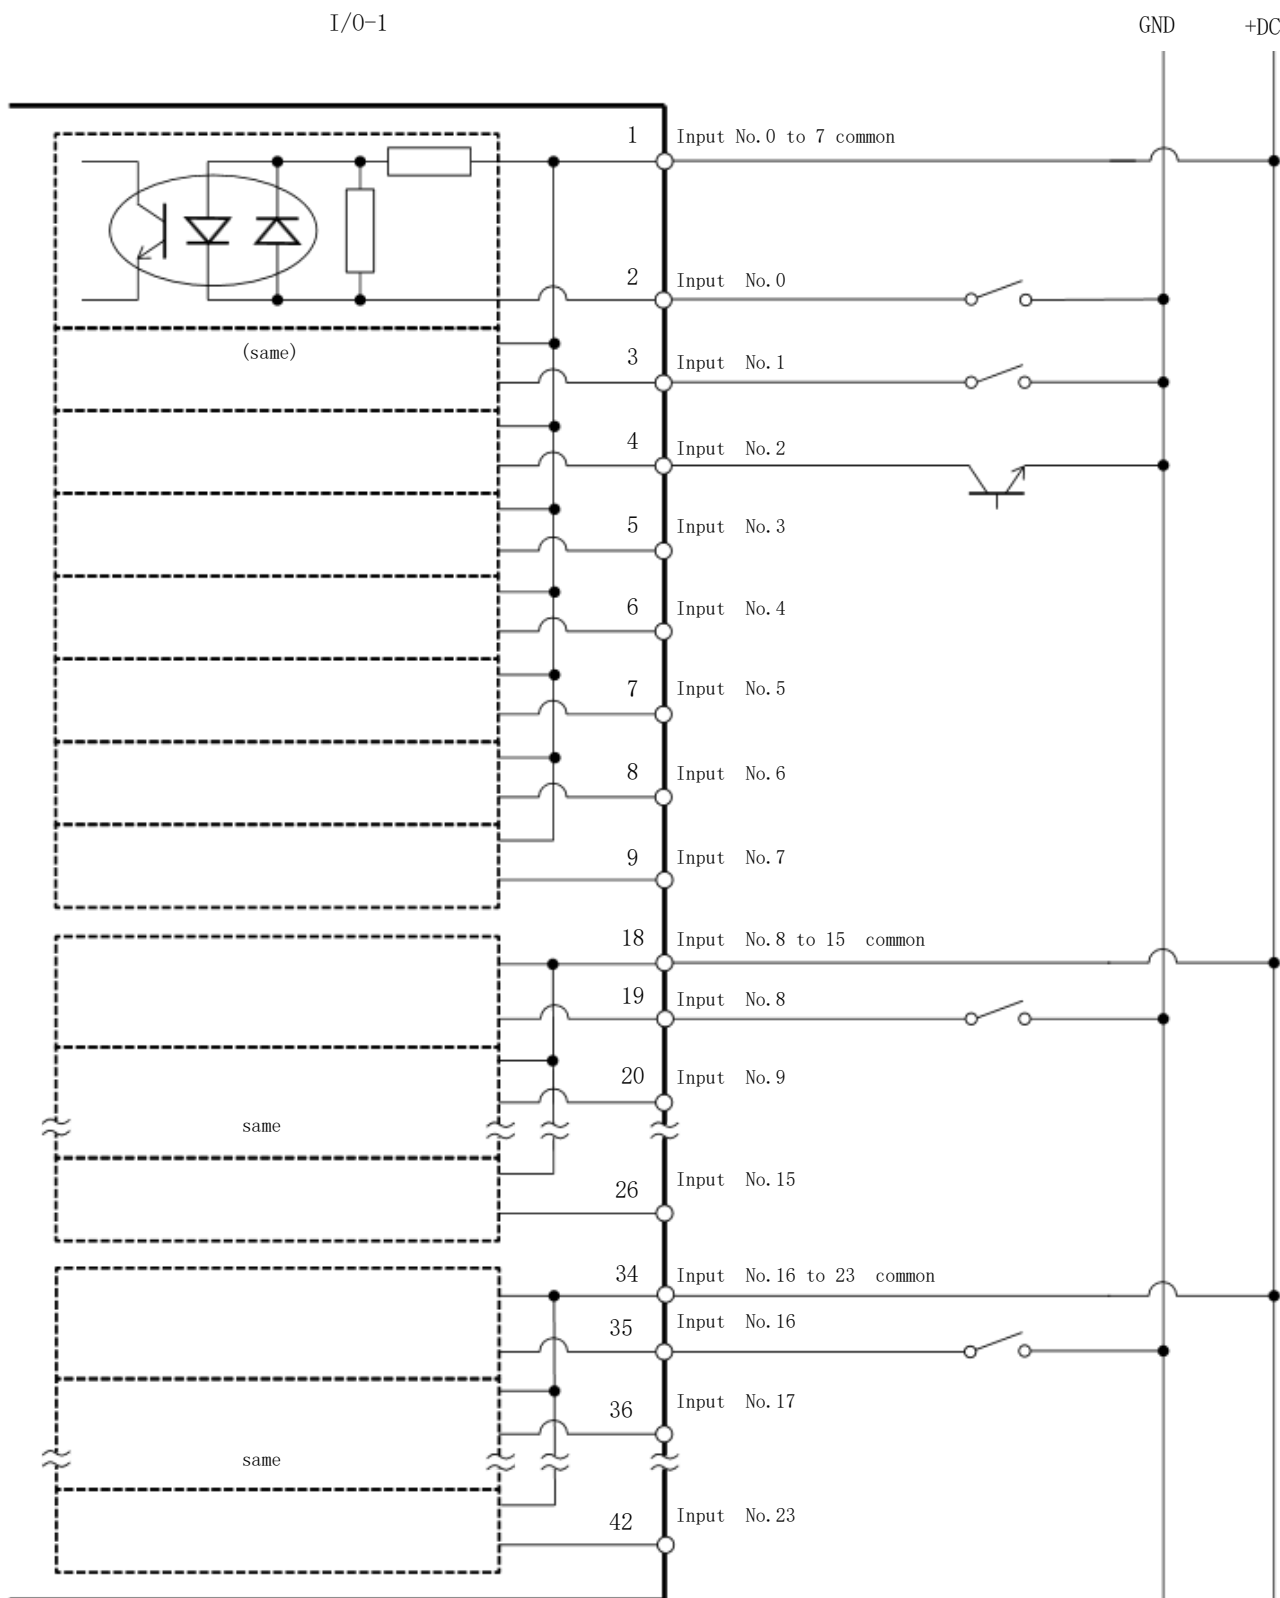 I/O-1 GND +DC
1 Input No.0 to 7 common
2 Input No.0
(same)
3 Input No.1
4 Input No.2
5 Input No.3
6 Input No.4
7 Input No.5
8 Input No.6
9 Input No.7
18 Input No.8 to 15 common
19 Input No.8
20 Input No.9
same
26 Input No.15
34 Input No.16 to 23 common
35 Input No.16
36 Input No.17
same
42 Input No.23